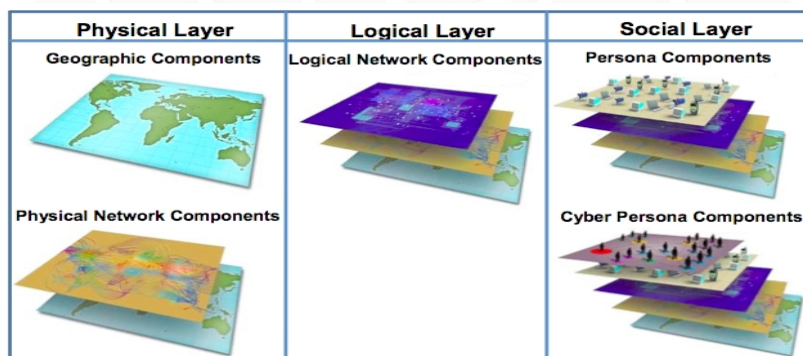 Physical Layer
Logical Layer
Social Layer
Geographic Components
Logical Network Components
Persona Components
Physical Network Components
Cyber Persona Components